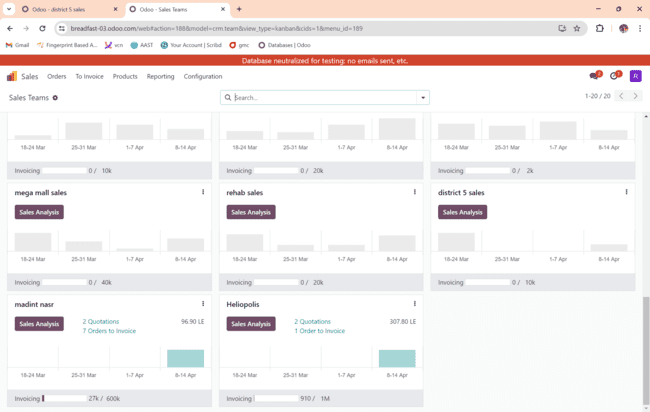 Odoo - district 5 sales
Odoo - Sales Teams
breadfast-03.odoo.com/web#action=188&model=crm.team&view_type=kanban&cids=1&menu_id=189
Gmail
Fingerprint Based A...
vcn
AAST
Your Account | Scribd
gmc
Databases | Odoo
Database neutralized for testing: no emails sent, etc.
Sales
Orders
To Invoice
Products
Reporting
Configuration
Sales Teams
Search...
1-20 / 20
18-24 Mar 25-31 Mar 1-7 Apr 8-14 Apr
Invoicing 0 / 10k
18-24 Mar 25-31 Mar 1-7 Apr 8-14 Apr
Invoicing 0 / 20k
18-24 Mar 25-31 Mar 1-7 Apr 8-14 Apr
Invoicing 0 / 2k
mega mall sales
Sales Analysis
18-24 Mar 25-31 Mar 1-7 Apr 8-14 Apr
Invoicing 0 / 40k
rehab sales
Sales Analysis
18-24 Mar 25-31 Mar 1-7 Apr 8-14 Apr
Invoicing 0 / 20k
district 5 sales
Sales Analysis
18-24 Mar 25-31 Mar 1-7 Apr 8-14 Apr
Invoicing 0 / 10k
madint nasr
Sales Analysis 2 Quotations 96.90 LE
7 Orders to Invoice
18-24 Mar 25-31 Mar 1-7 Apr 8-14 Apr
Invoicing 27k / 600k
Heliopolis
Sales Analysis 2 Quotations 307.80 LE
1 Order to Invoice
18-24 Mar 25-31 Mar 1-7 Apr 8-14 Apr
Invoicing 910 / 1M